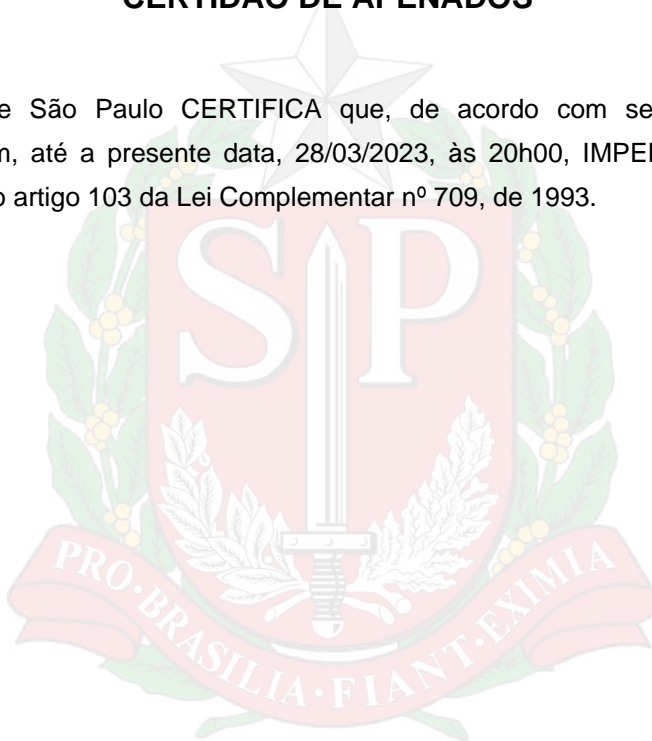 CERTIDÃO DE APENADOS
e São Paulo CERTIFICA que, de acordo com se
m, até a presente data, 28/03/2023, às 20h00, IMPE
o artigo 103 da Lei Complementar nº 709, de 1993.
SP
PRO·BRASILIA·FIANT·EXIMIA